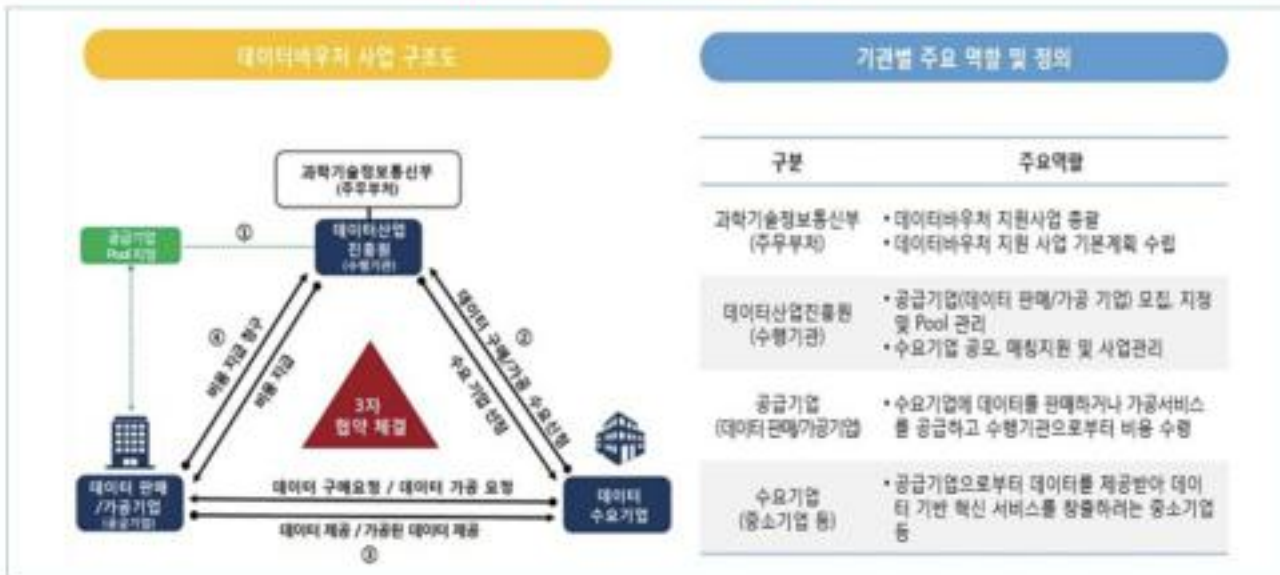 데이터바우처 사업 구조도
과학기술정보통신부
(주무부처)
데이터산업
진흥원
(수행기관)
공급기업
Pool 지정
①
④
비용 지급 청구
비용 지급
②
데이터 구매/가공 수요신청
수요 기업 선정
3자
협약 체결
데이터 판매
/가공기업
(공급기업)
데이터 구매요청 / 데이터 가공 요청
데이터 제공 / 가공된 데이터 제공
③
데이터
수요기업
기관별 주요 역할 및 정의
구분 주요역할
과학기술정보통신부
(주무부처)
• 데이터바우처 지원사업 총괄
• 데이터바우처 지원 사업 기본계획 수립
데이터산업진흥원
(수행기관)
• 공급기업(데이터 판매/가공 기업) 모집, 지정
및 Pool 관리
• 수요기업 공모, 매칭지원 및 사업관리
공급기업
(데이터 판매/가공기업)
• 수요기업에 데이터를 판매하거나 가공서비스
를 공급하고 수행기관으로부터 비용 수령
수요기업
(중소기업 등)
• 공급기업으로부터 데이터를 제공받아 데이
터 기반 혁신 서비스를 창출하려는 중소기업
등